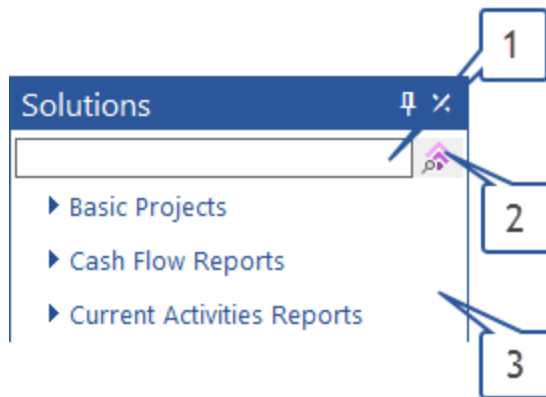 1
Solutions
2
Basic Projects
Cash Flow Reports
Current Activities Reports
3